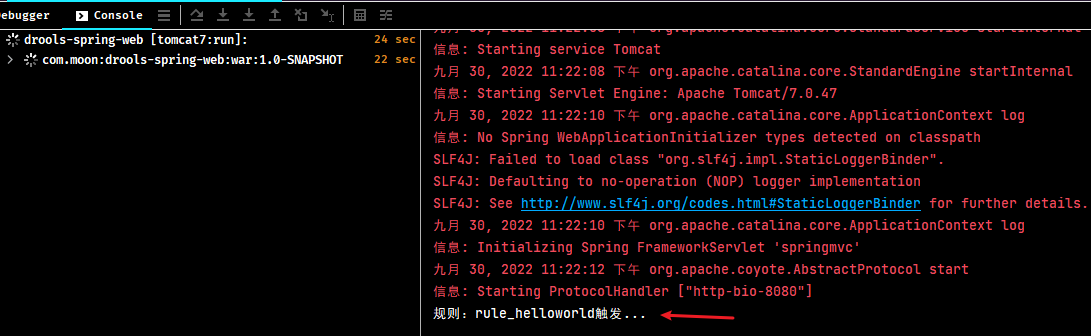 Debugger
Console
drools-spring-web [tomcat7:run]:
24 sec
com.moon:drools-spring-web:war:1.0-SNAPSHOT
22 sec
信息: Starting service Tomcat
九月 30, 2022 11:22:08 下午 org.apache.catalina.core.StandardEngine startInternal
信息: Starting Servlet Engine: Apache Tomcat/7.0.47
九月 30, 2022 11:22:10 下午 org.apache.catalina.core.ApplicationContext log
信息: No Spring WebApplicationInitializer types detected on classpath
SLF4J: Failed to load class "org.slf4j.impl.StaticLoggerBinder".
SLF4J: Defaulting to no-operation (NOP) logger implementation
SLF4J: See http://www.slf4j.org/codes.html#StaticLoggerBinder for further details.
九月 30, 2022 11:22:10 下午 org.apache.catalina.core.ApplicationContext log
信息: Initializing Spring FrameworkServlet 'springmvc'
九月 30, 2022 11:22:12 下午 org.apache.coyote.AbstractProtocol start
信息: Starting ProtocolHandler ["http-bio-8080"]
规则：rule_helloworld触发...